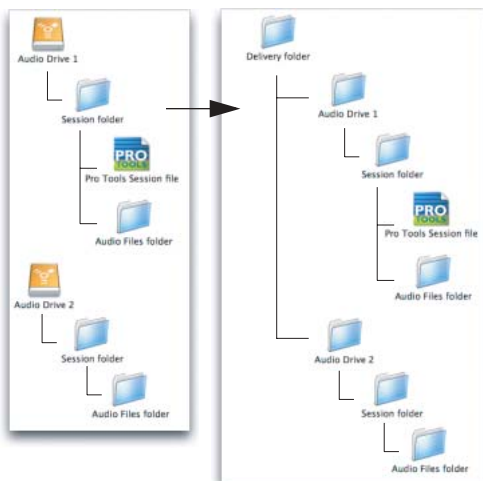 Audio Drive 1
Session folder
PRO
TOOLS
Pro Tools Session file
Audio Files folder
Audio Drive 2
Session folder
Audio Files folder
Delivery folder
Audio Drive 1
Session folder
PRO
TOOLS
Pro Tools Session file
Audio Files folder
Audio Drive 2
Session folder
Audio Files folder